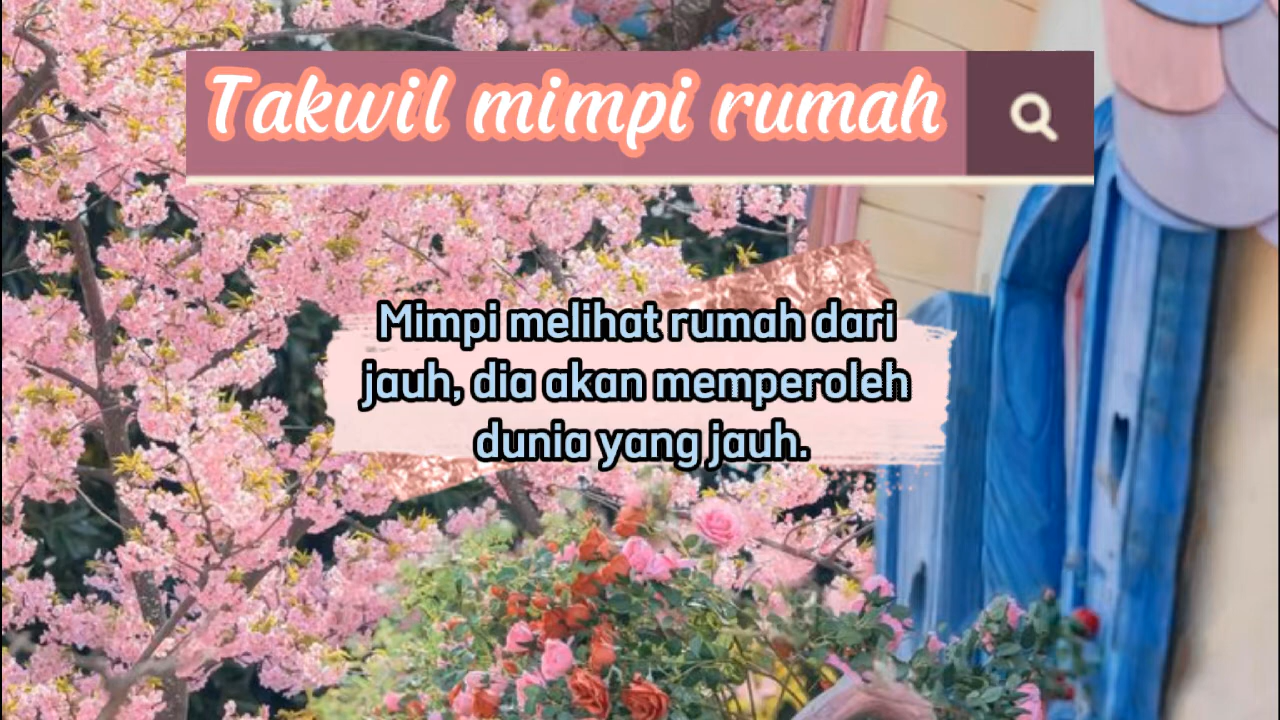 Takwil mimpi rumah
Mimpi melihat rumah dari
jauh, dia akan memperoleh
dunia yang jauh.